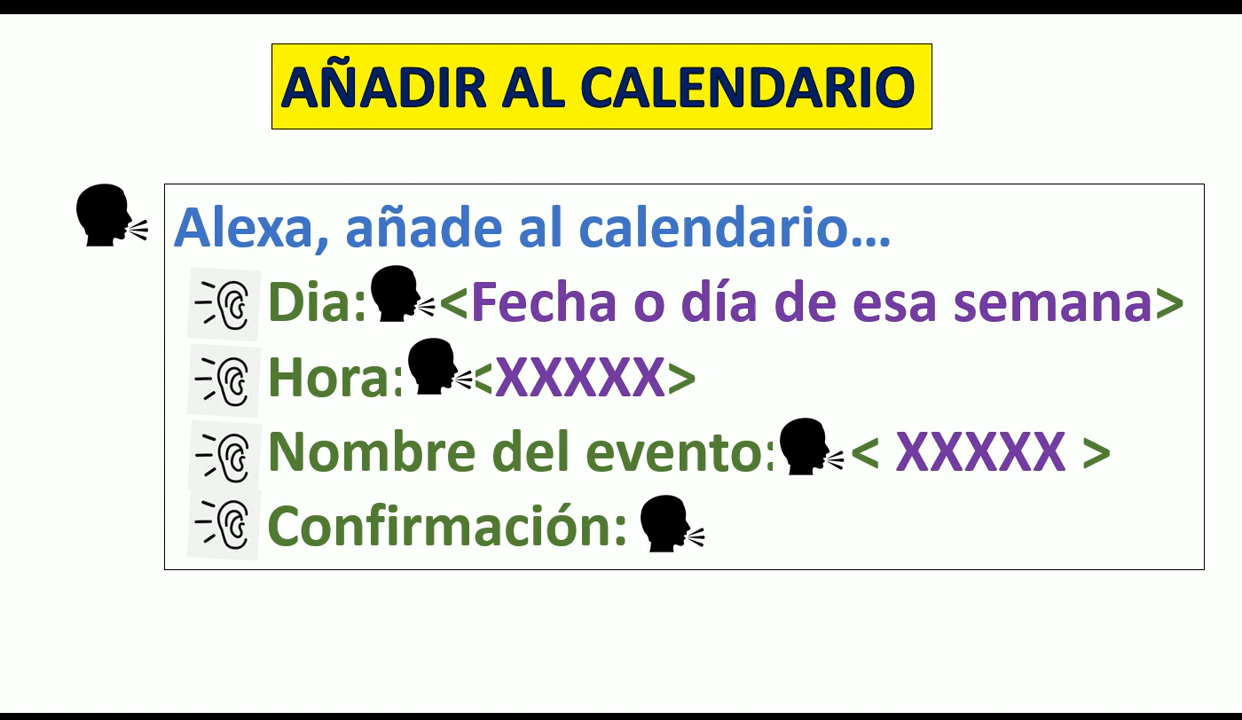 AÑADIR AL CALENDARIO
Alexa, añade al calendario...
Dia: <Fecha o día de esa semana>
Hora: <XXXXX>
Nombre del evento: < XXXXX >
Confirmación: